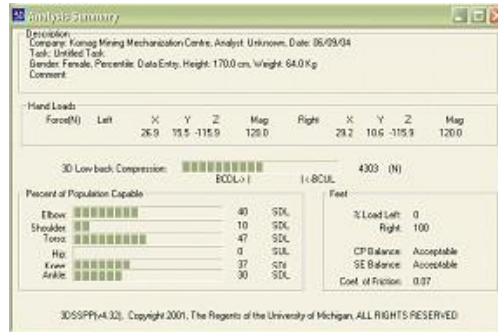 Analysis Summary
Description
Company: Komag Mining Mechanization Centre, Analyst: Unknown, Date: 06/09/04
Task: Untitled Task
Gender: Female, Percentile: Data Entry, Height: 170.0 cm, Weight: 64.0 Kg
Comment:
Hand Loads
Force(N) Left X Y Z Mag Right X Y Z Mag
26.9 15.5 -115.9 120.0 29.2 10.6 -115.9 120.0
3D Low back Compression: 4303 (N)
BCDL-> | |<-BCUL
Percent of Population Capable
Elbow: 40 SDL
Shoulder: 10 SDL
Torso: 47 SDL
Hip: 0 SUL
Knee: 37 SDL
Ankle: 30 SDL
Feet
% Load Left: 0
Right: 100
CP Balance: Acceptable
SE Balance: Acceptable
Coef. of Friction: 0.07
3DSSPP(v4.32), Copyright 2001, The Regents of the University of Michigan, ALL RIGHTS RESERVED